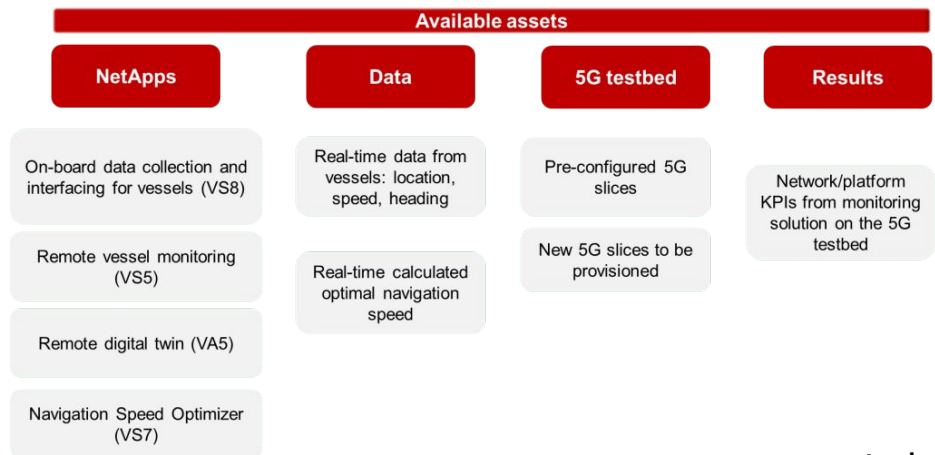 Available assets
NetApps
Data
5G testbed
Results
On-board data collection and
interfacing for vessels (VS8)
Remote vessel monitoring
(VS5)
Remote digital twin (VA5)
Navigation Speed Optimizer
(VS7)
Real-time data from
vessels: location,
speed, heading
Real-time calculated
optimal navigation
speed
Pre-configured 5G
slices
New 5G slices to be
provisioned
Network/platform
KPIs from monitoring
solution on the 5G
testbed